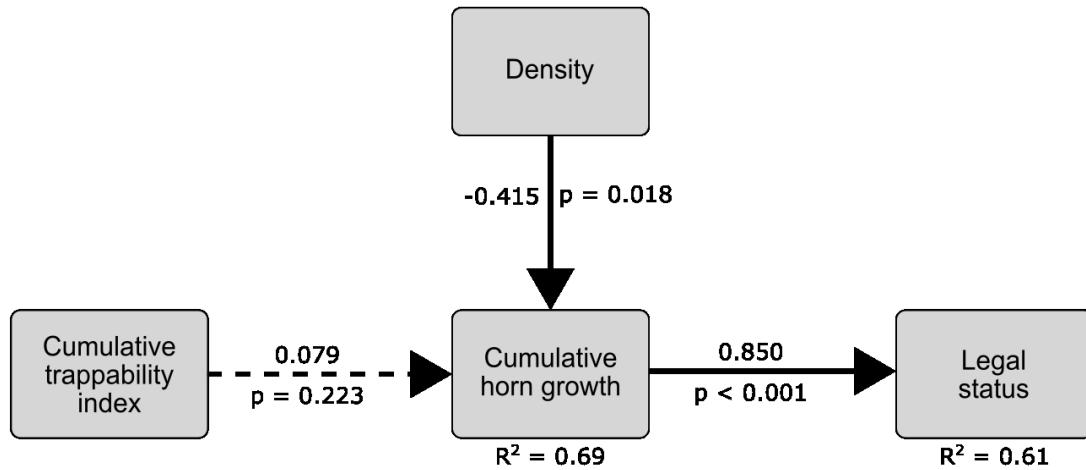 Density
-0.415 p = 0.018
Cumulative
trappability
index
0.079
p = 0.223
Cumulative
horn growth
R² = 0.69
0.850
p < 0.001
Legal
status
R² = 0.61